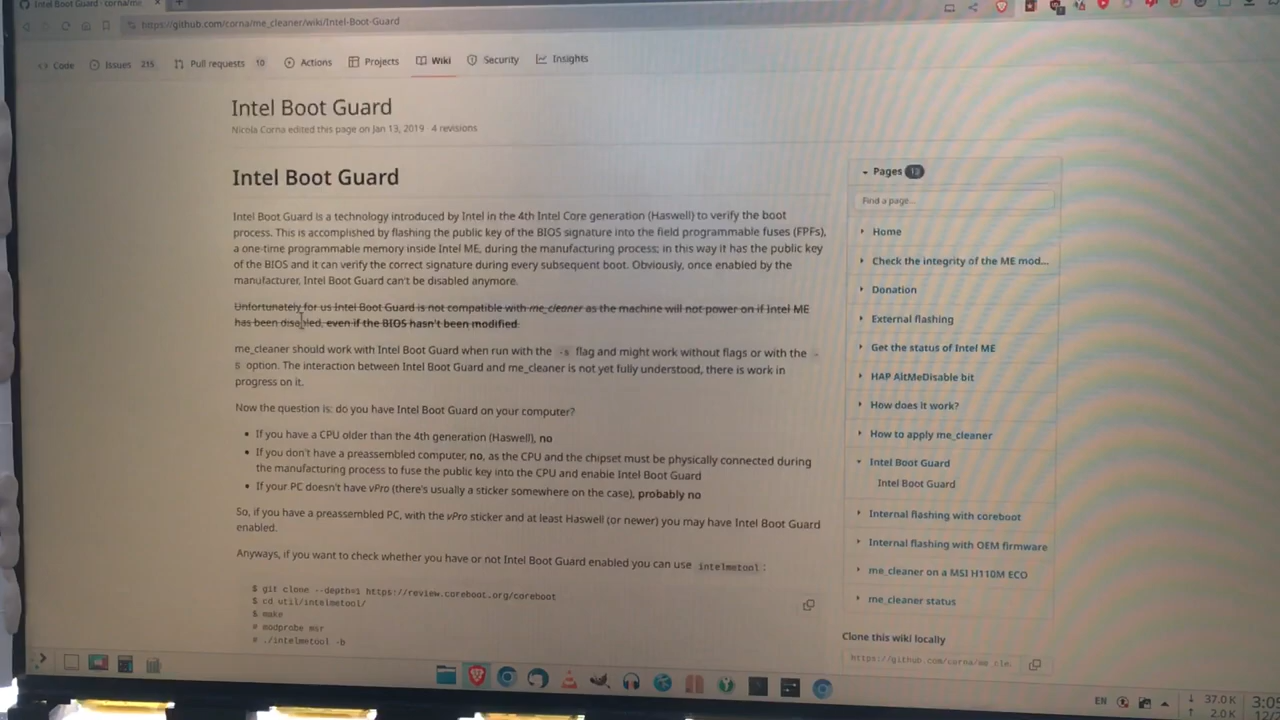 Intel Boot Guard · corna/me_
https://github.com/corna/me_cleaner/wiki/Intel-Boot-Guard
Code
Issues 215
Pull requests 10
Actions
Projects
Wiki
Security
Insights
Intel Boot Guard
Nicola Corna edited this page on Jan 13, 2019 · 4 revisions
Intel Boot Guard
Intel Boot Guard is a technology introduced by Intel in the 4th Intel Core generation (Haswell) to verify the boot
process. This is accomplished by flashing the public key of the BIOS signature into the field programmable fuses (FPFs),
a one-time programmable memory inside Intel ME, during the manufacturing process; in this way it has the public key
of the BIOS and it can verify the correct signature during every subsequent boot. Obviously, once enabled by the
manufacturer, Intel Boot Guard can't be disabled anymore.
Unfortunately for us Intel Boot Guard is not compatible with me_cleaner as the machine will not power on if Intel ME
has been disabled, even if the BIOS hasn't been modified.
me_cleaner should work with Intel Boot Guard when run with the -s flag and might work without flags or with the -
S option. The interaction between Intel Boot Guard and me_cleaner is not yet fully understood, there is work in
progress on it.
Now the question is: do you have Intel Boot Guard on your computer?
• If you have a CPU older than the 4th generation (Haswell), no
• If you don't have a preassembled computer, no, as the CPU and the chipset must be physically connected during
the manufacturing process to fuse the public key into the CPU and enable Intel Boot Guard
• If your PC doesn't have vPro (there's usually a sticker somewhere on the case), probably no
So, if you have a preassembled PC, with the vPro sticker and at least Haswell (or newer) you may have Intel Boot Guard
enabled.
Anyways, if you want to check whether you have or not Intel Boot Guard enabled you can use intelmetool :
$ git clone --depth=1 https://review.coreboot.org/coreboot
$ cd util/intelmetool/
$ make
# modprobe msr
# ./intelmetool -b
Pages
Find a page...
Home
Check the integrity of the ME mod...
Donation
External flashing
Get the status of Intel ME
HAP AltMeDisable bit
How does it work?
How to apply me_cleaner
Intel Boot Guard
Intel Boot Guard
Internal flashing with coreboot
Internal flashing with OEM firmware
me_cleaner on a MSI H110M ECO
me_cleaner status
Clone this wiki locally
https://github.com/corna/me_cle
EN
↓ 37.0 K
↑ 2.0 K